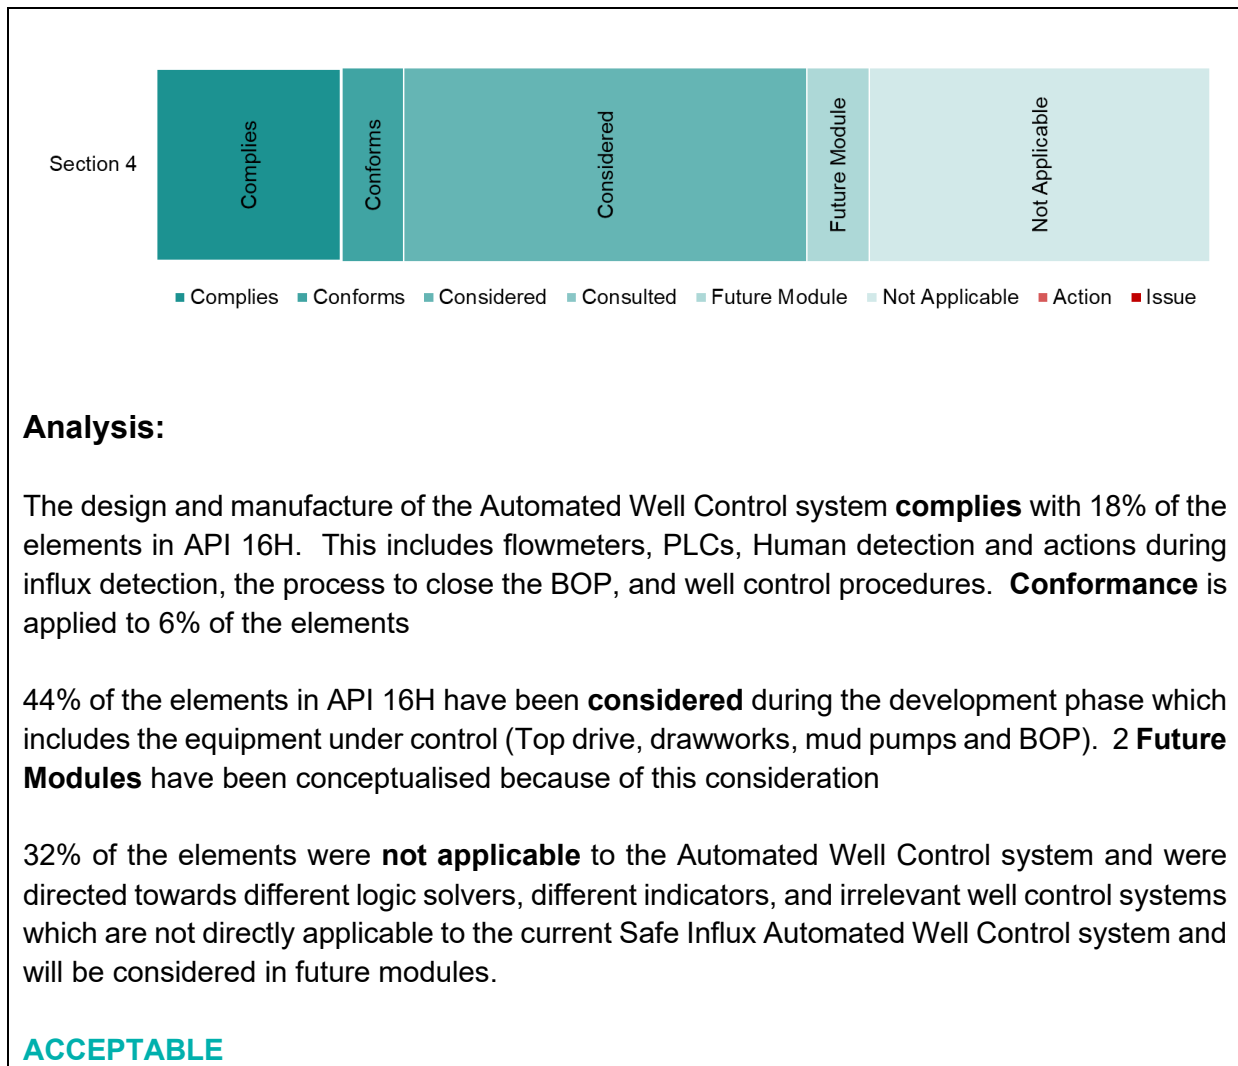 Section 4
Complies
Conforms
Considered
Future Module
Not Applicable
Complies Conforms Considered Consulted Future Module Not Applicable Action Issue
Analysis:
The design and manufacture of the Automated Well Control system complies with 18% of the
elements in API 16H.  This includes flowmeters, PLCs, Human detection and actions during
influx detection, the process to close the BOP, and well control procedures.  Conformance is
applied to 6% of the elements
44% of the elements in API 16H have been considered during the development phase which
includes the equipment under control (Top drive, drawworks, mud pumps and BOP).  2 Future
Modules have been conceptualised because of this consideration
32% of the elements were not applicable to the Automated Well Control system and were
directed towards different logic solvers, different indicators, and irrelevant well control systems
which are not directly applicable to the current Safe Influx Automated Well Control system and
will be considered in future modules.
ACCEPTABLE